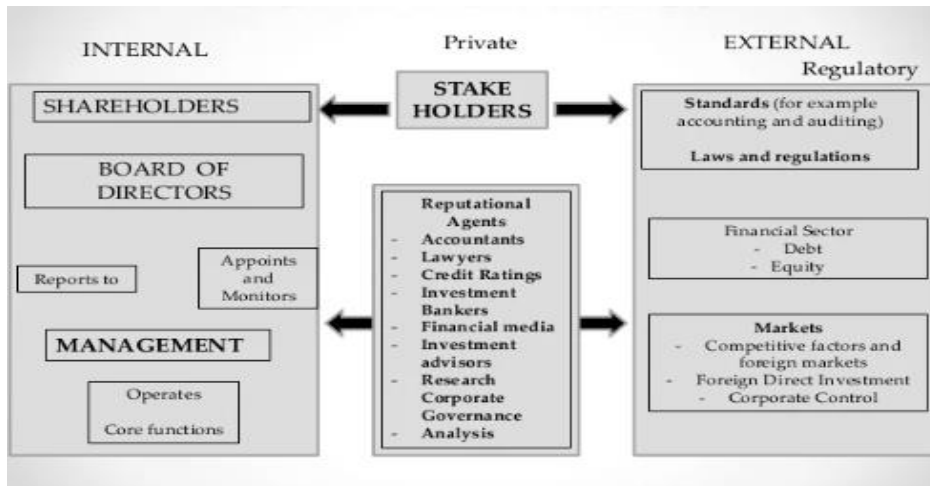 INTERNAL
Private
EXTERNAL
Regulatory
SHAREHOLDERS
BOARD OF
DIRECTORS
Reports to
Appoints
and
Monitors
MANAGEMENT
Operates
Core functions
STAKE
HOLDERS
Reputational
Agents
- Accountants
- Lawyers
- Credit Ratings
- Investment
Bankers
- Financial media
- Investment
advisors
- Research
Corporate
Governance
- Analysis
Standards (for example
accounting and auditing)
Laws and regulations
Financial Sector
- Debt
- Equity
Markets
- Competitive factors and
foreign markets
- Foreign Direct Investment
- Corporate Control